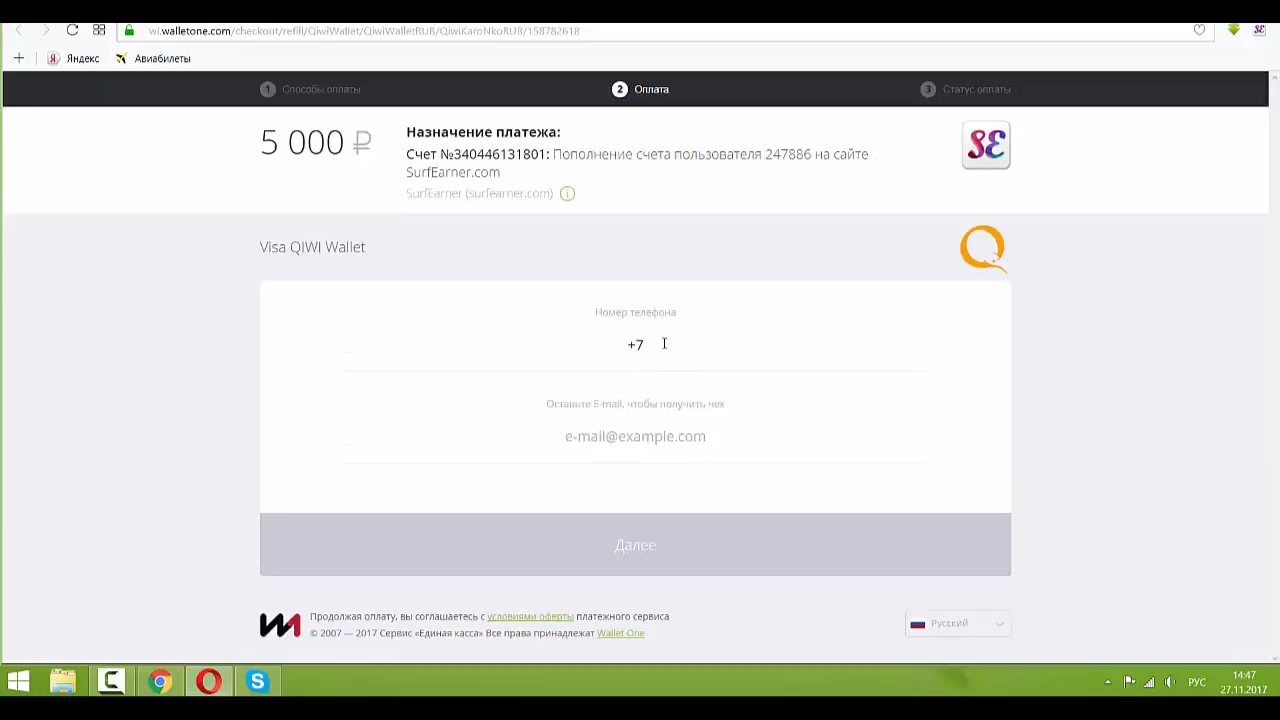 wl.walletone.com/checkout/refill/QiwiWallet/QiwiWalletRUB/QiwiKaroNkoRUB/158782618
Яндекс Авиабилеты
1 Способы оплаты 2 Оплата 3 Статус оплаты
5 000 ₽
Назначение платежа:
Счет №340446131801: Пополнение счета пользователя 247886 на сайте
SurfEarner.com
SurfEarner (surfearner.com)
SE
Visa QIWI Wallet
Номер телефона
+7
Оставьте E-mail, чтобы получить чек
e-mail@example.com
Далее
Продолжая оплату, вы соглашаетесь с условиями оферты платежного сервиса
© 2007 — 2017 Сервис «Единая касса» Все права принадлежат Wallet One
Русский
РУС
14:47
27.11.2017